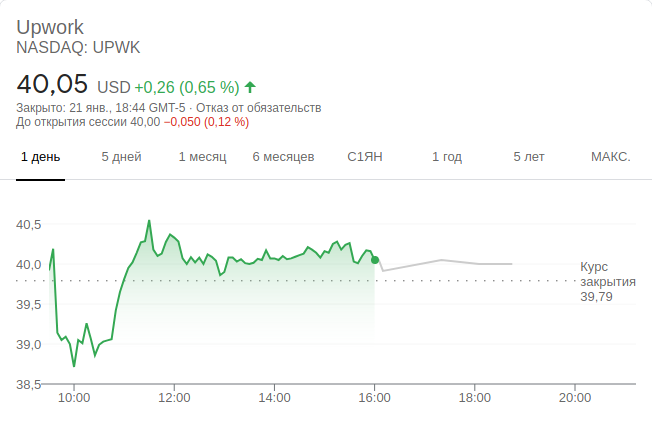 Upwork
NASDAQ: UPWK
40,05 USD +0,26 (0,65 %)
Закрыто: 21 янв., 18:44 GMT-5 · Отказ от обязательств
До открытия сессии 40,00 −0,050 (0,12 %)
1 день 5 дней 1 месяц 6 месяцев С1ЯН 1 год 5 лет МАКС.
40,5
40,0
39,5
39,0
38,5
Курс
закрытия
39,79
10:00 12:00 14:00 16:00 18:00 20:00